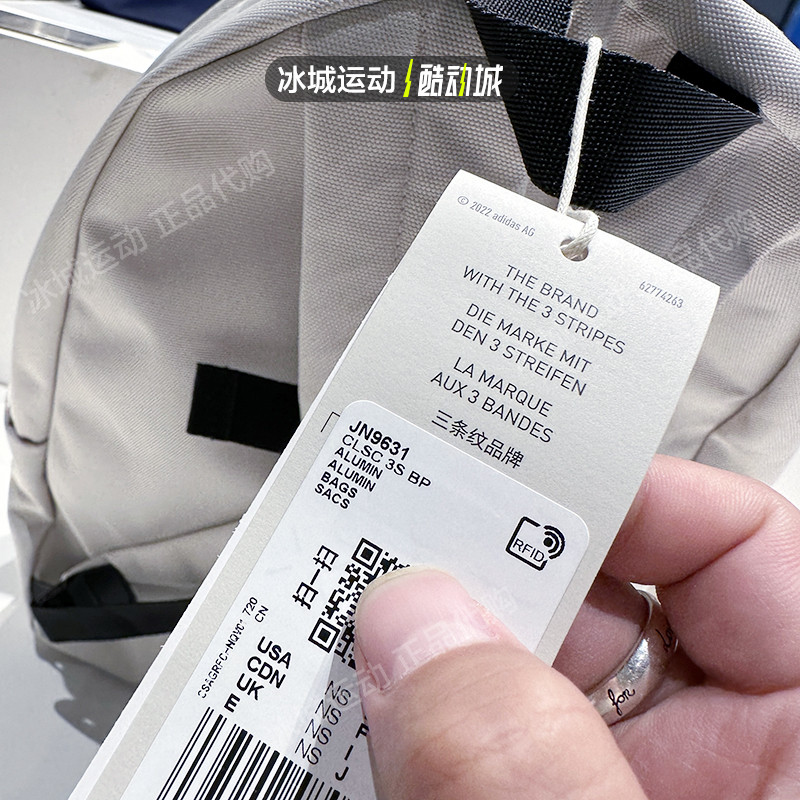 冰城运动 酷动城
冰城运动 正品代购
© 2022 adidas AG
62774263
THE BRAND
WITH THE 3 STRIPES
DIE MARKE MIT
DEN 3 STREIFEN
LA MARQUE
AUX 3 BANDES
三条纹品牌
JN9631
CLSC 3S BP
ALUMIN
ALUMIN
BAGS
SACS
RFID
扫一扫
720
CN
USA
CDN
UK
E
NS
NS
NS
NS
F
I
J
for